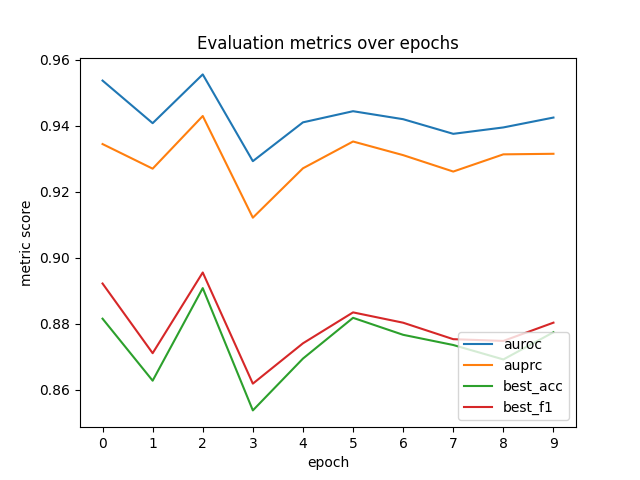 Evaluation metrics over epochs
metric score
0.96
0.94
0.92
0.90
0.88
0.86
0 1 2 3 4 5 6 7 8 9
epoch
auroc
auprc
best_acc
best_f1